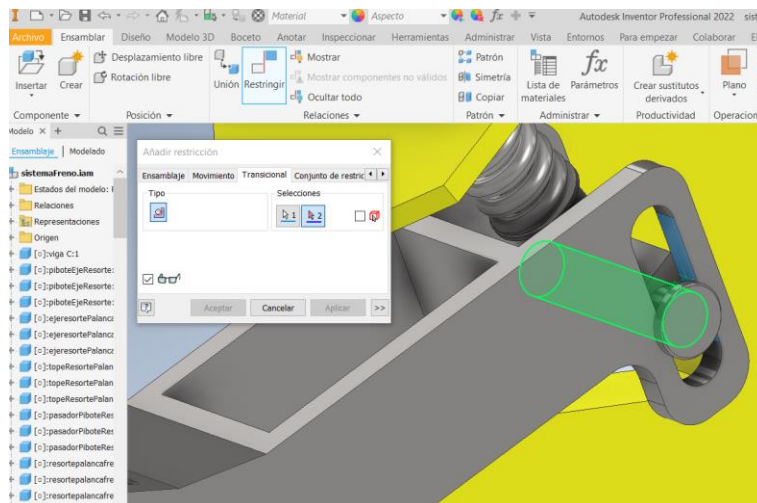 Material
Aspecto
Autodesk Inventor Professional 2022
Archivo
Ensamblar
Diseño
Modelo 3D
Boceto
Anotar
Inspeccionar
Herramientas
Administrar
Vista
Entornos
Para empezar
Colaborar
Insertar
Crear
Desplazamiento libre
Rotación libre
Unión
Restringir
Mostrar
Mostrar componentes no válidos
Ocultar todo
Patrón
Simetría
Copiar
Lista de
materiales
fx
Parámetros
Crear sustitutos
derivados
Plano
Componente
Posición
Relaciones
Patrón
Administrar
Productividad
Operacion
Modelo
Ensamblaje
Modelado
sistemaFreno.iam
Estados del modelo:
Relaciones
Representaciones
Origen
[o]:viga C:1
[o]:piboteEjeResorte:
[o]:piboteEjeResorte:
[o]:piboteEjeResorte:
[o]:ejeresortePalanca
[o]:ejeresortePalanca
[o]:ejeresortePalanca
[o]:topeResortePalan
[o]:topeResortePalan
[o]:topeResortePalan
[o]:pasadorPiboteRes
[o]:pasadorPiboteRes
[o]:pasadorPiboteRes
[o]:resortepalancafre
[o]:resortepalancafre
[o]:resortepalancafre
Añadir restricción
Ensamblaje
Movimiento
Transicional
Conjunto de restric
Tipo
Selecciones
1
2
Aceptar
Cancelar
Aplicar
>>